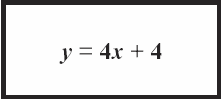 y = 4x + 4